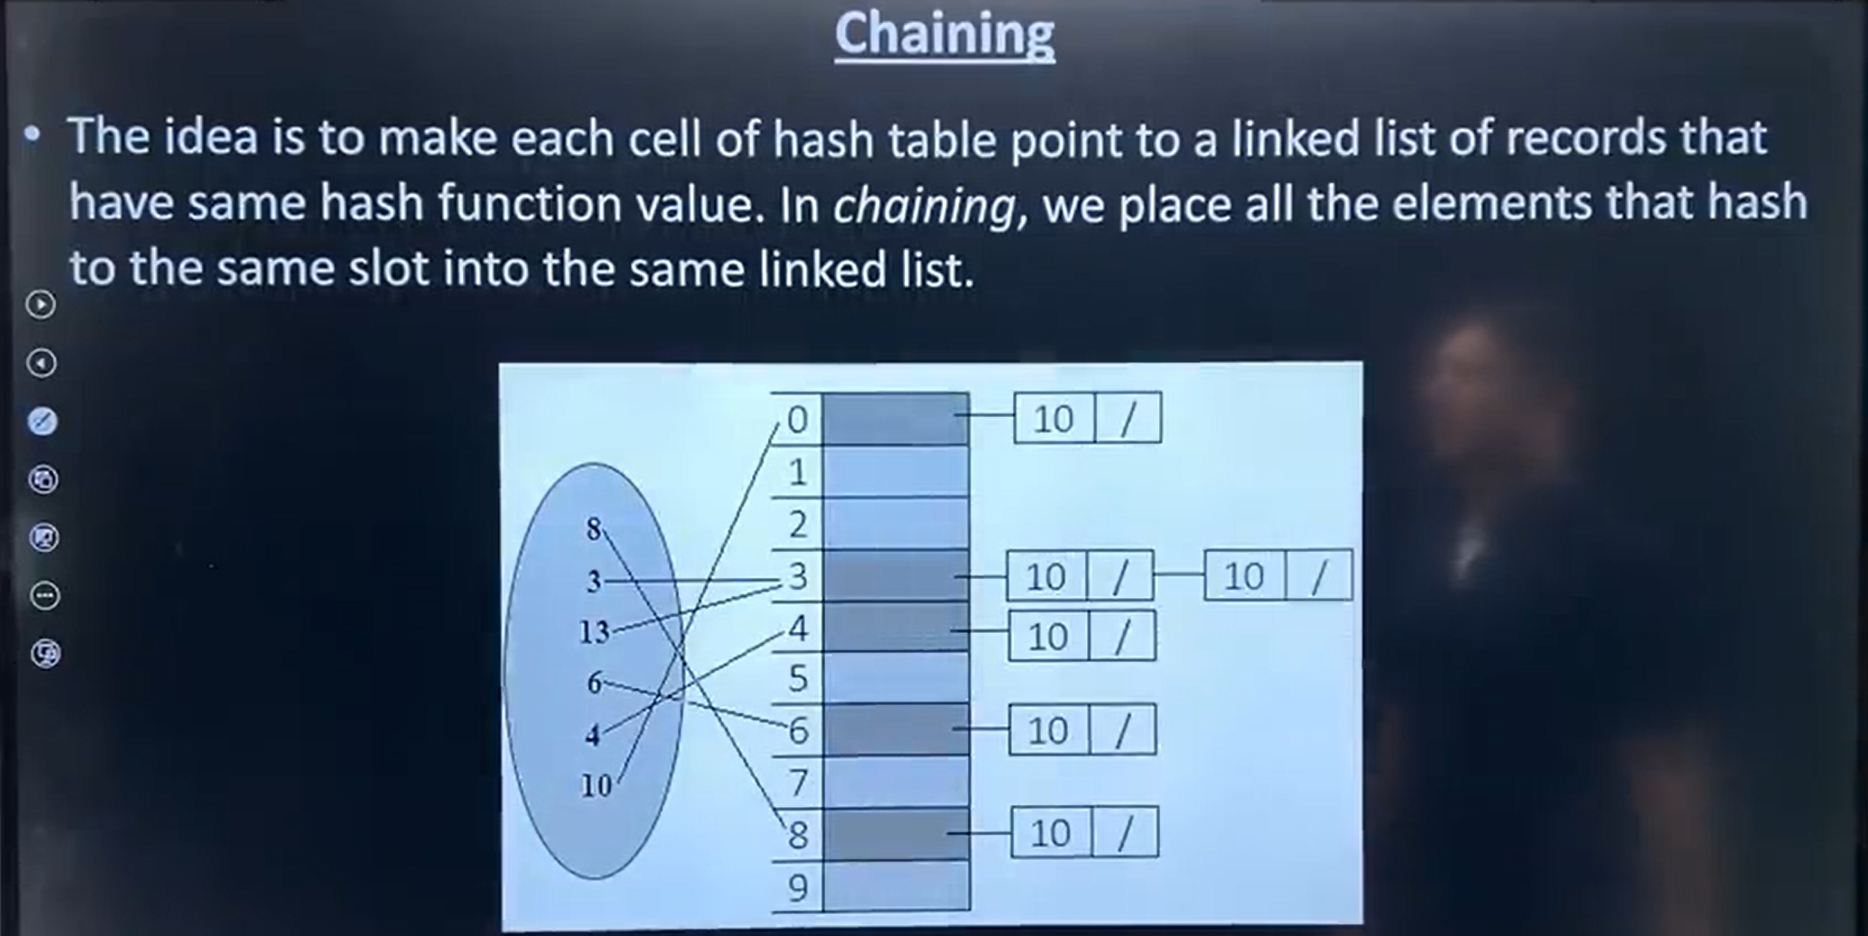 Chaining
• The idea is to make each cell of hash table point to a linked list of records that
have same hash function value. In chaining, we place all the elements that hash
to the same slot into the same linked list.
0 10 /
1
8 2
3 3 10 / 10 /
13 4 10 /
6 5
4 6 10 /
10 7
8 10 /
9